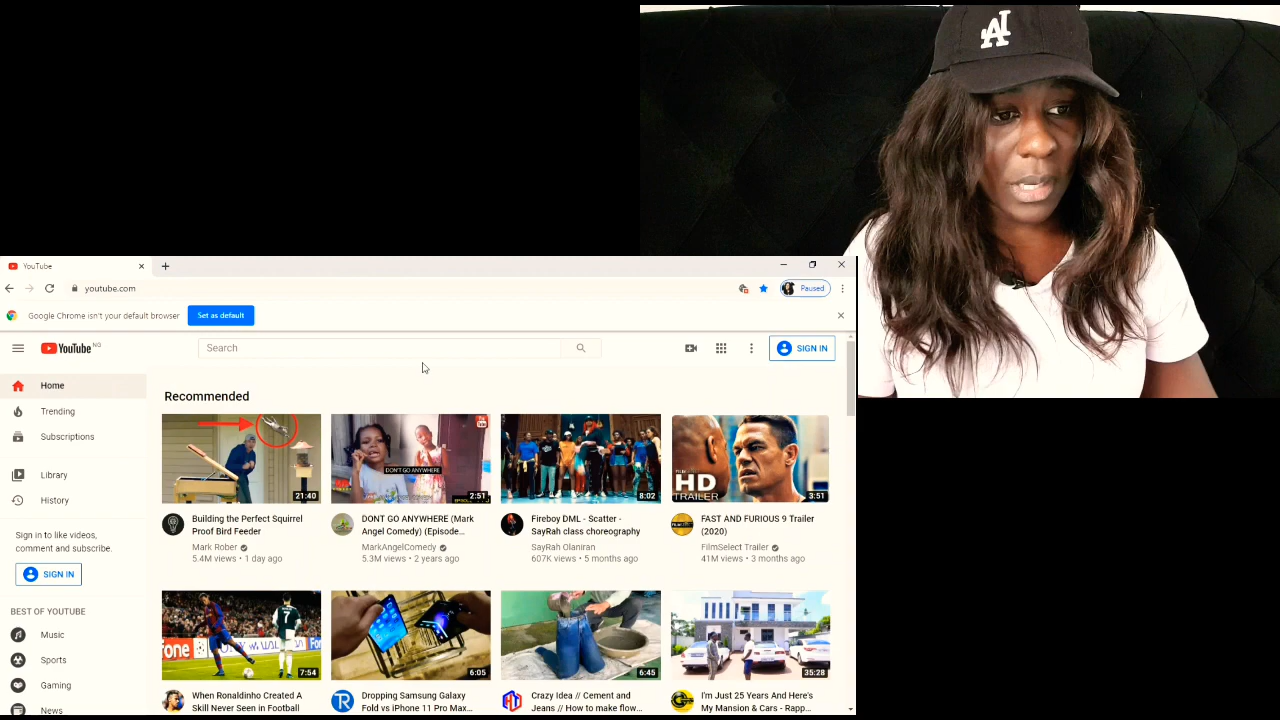 LA
YouTube
youtube.com
Paused
Google Chrome isn't your default browser
Set as default
YouTube NG
Search
SIGN IN
Home
Trending
Subscriptions
Library
History
Sign in to like videos,
comment and subscribe.
SIGN IN
BEST OF YOUTUBE
Music
Sports
Gaming
News
Recommended
21:40
Building the Perfect Squirrel
Proof Bird Feeder
Mark Rober
5.4M views • 1 day ago
DON'T GO ANYWHERE
2:51
DONT GO ANYWHERE (Mark
Angel Comedy) (Episode...
MarkAngelComedy
5.3M views • 2 years ago
8:02
Fireboy DML - Scatter -
SayRah class choreography
SayRah Olaniran
607K views • 5 months ago
HD
TRAILER
3:51
FAST AND FURIOUS 9 Trailer
(2020)
FilmSelect Trailer
41M views • 3 months ago
7:54
When Ronaldinho Created A
Skill Never Seen in Football
6:05
Dropping Samsung Galaxy
Fold vs iPhone 11 Pro Max...
6:45
Crazy Idea // Cement and
Jeans // How to make flow...
35:28
I'm Just 25 Years And Here's
My Mansion & Cars - Rapp...